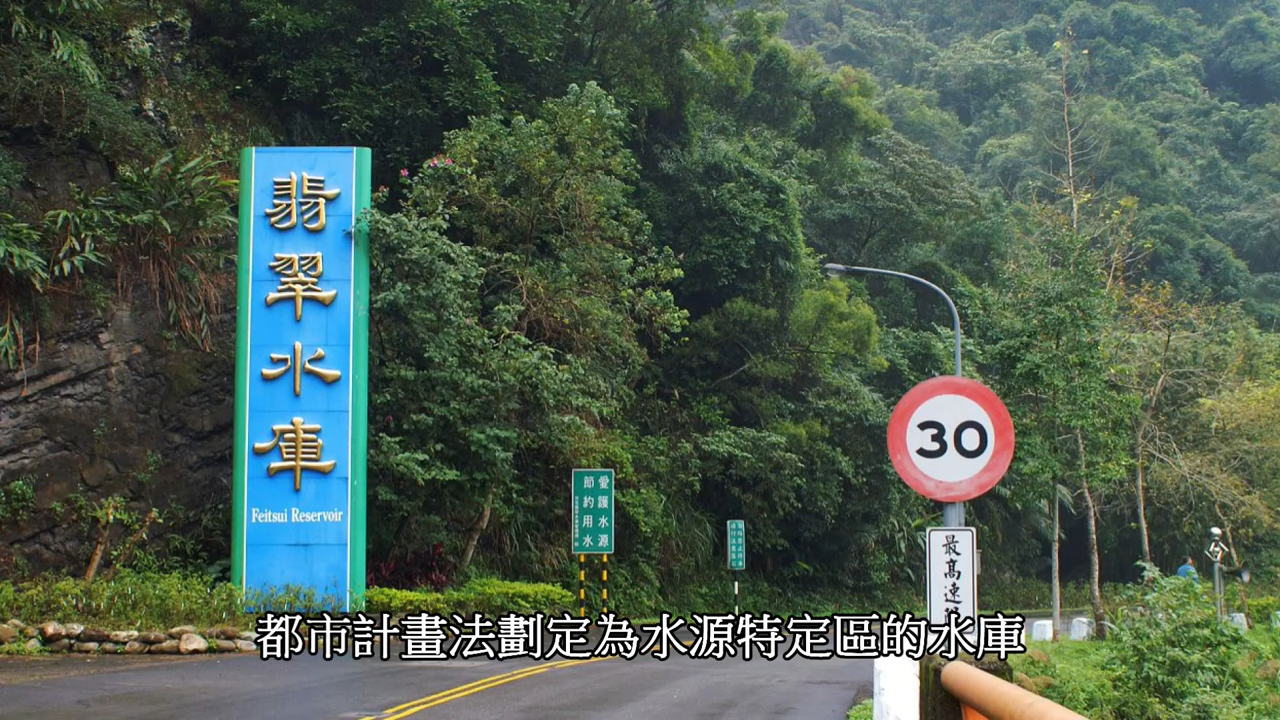 翡翠水庫
Feitsui Reservoir
愛護水源
節約用水
30
最高速
都市計畫法劃定為水源特定區的水庫